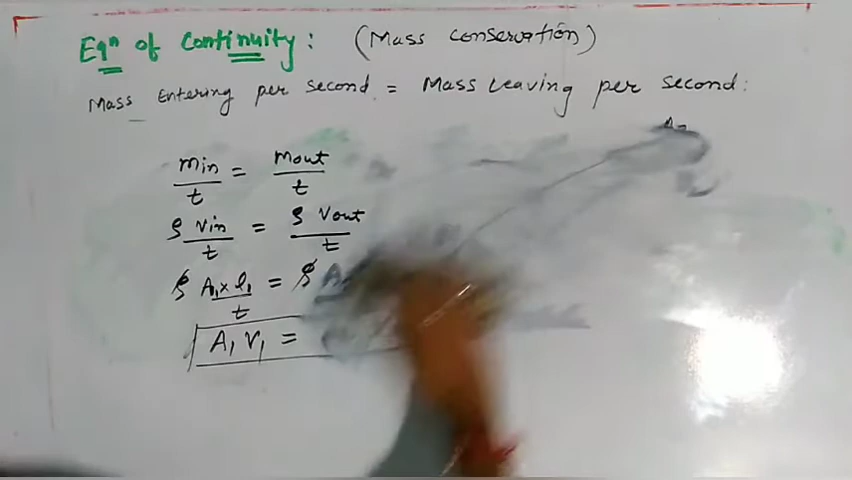 Eqⁿ of Continuity : (Mass conservation)
Mass Entering per second = Mass Leaving per second :
min/t = mout/t
ρ Vin/t = ρ Vout/t
ρ A₁ × l₁/t = ρ A
A₁ V₁ =